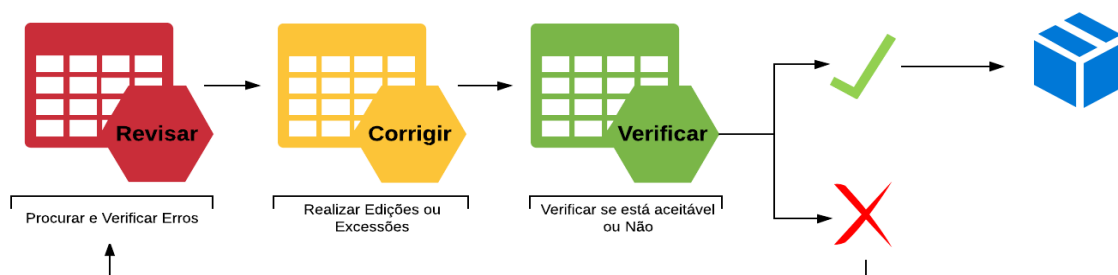 Revisar
Corrigir
Verificar
Procurar e Verificar Erros
Realizar Edições ou
Excessões
Verificar se está aceitável
ou Não